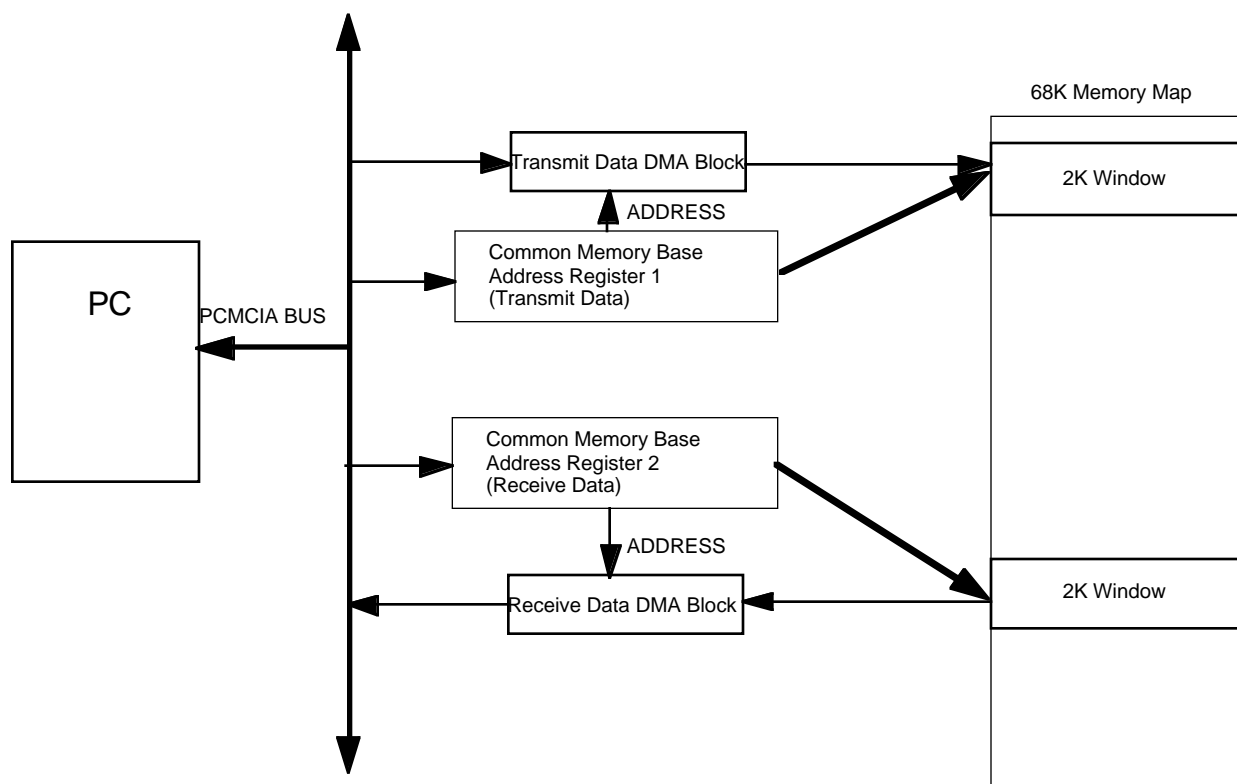 68K Memory Map
Transmit Data DMA Block
2K Window
ADDRESS
Common Memory Base
Address Register 1
(Transmit Data)
PC
PCMCIA BUS
Common Memory Base
Address Register 2
(Receive Data)
ADDRESS
2K Window
Receive Data DMA Block